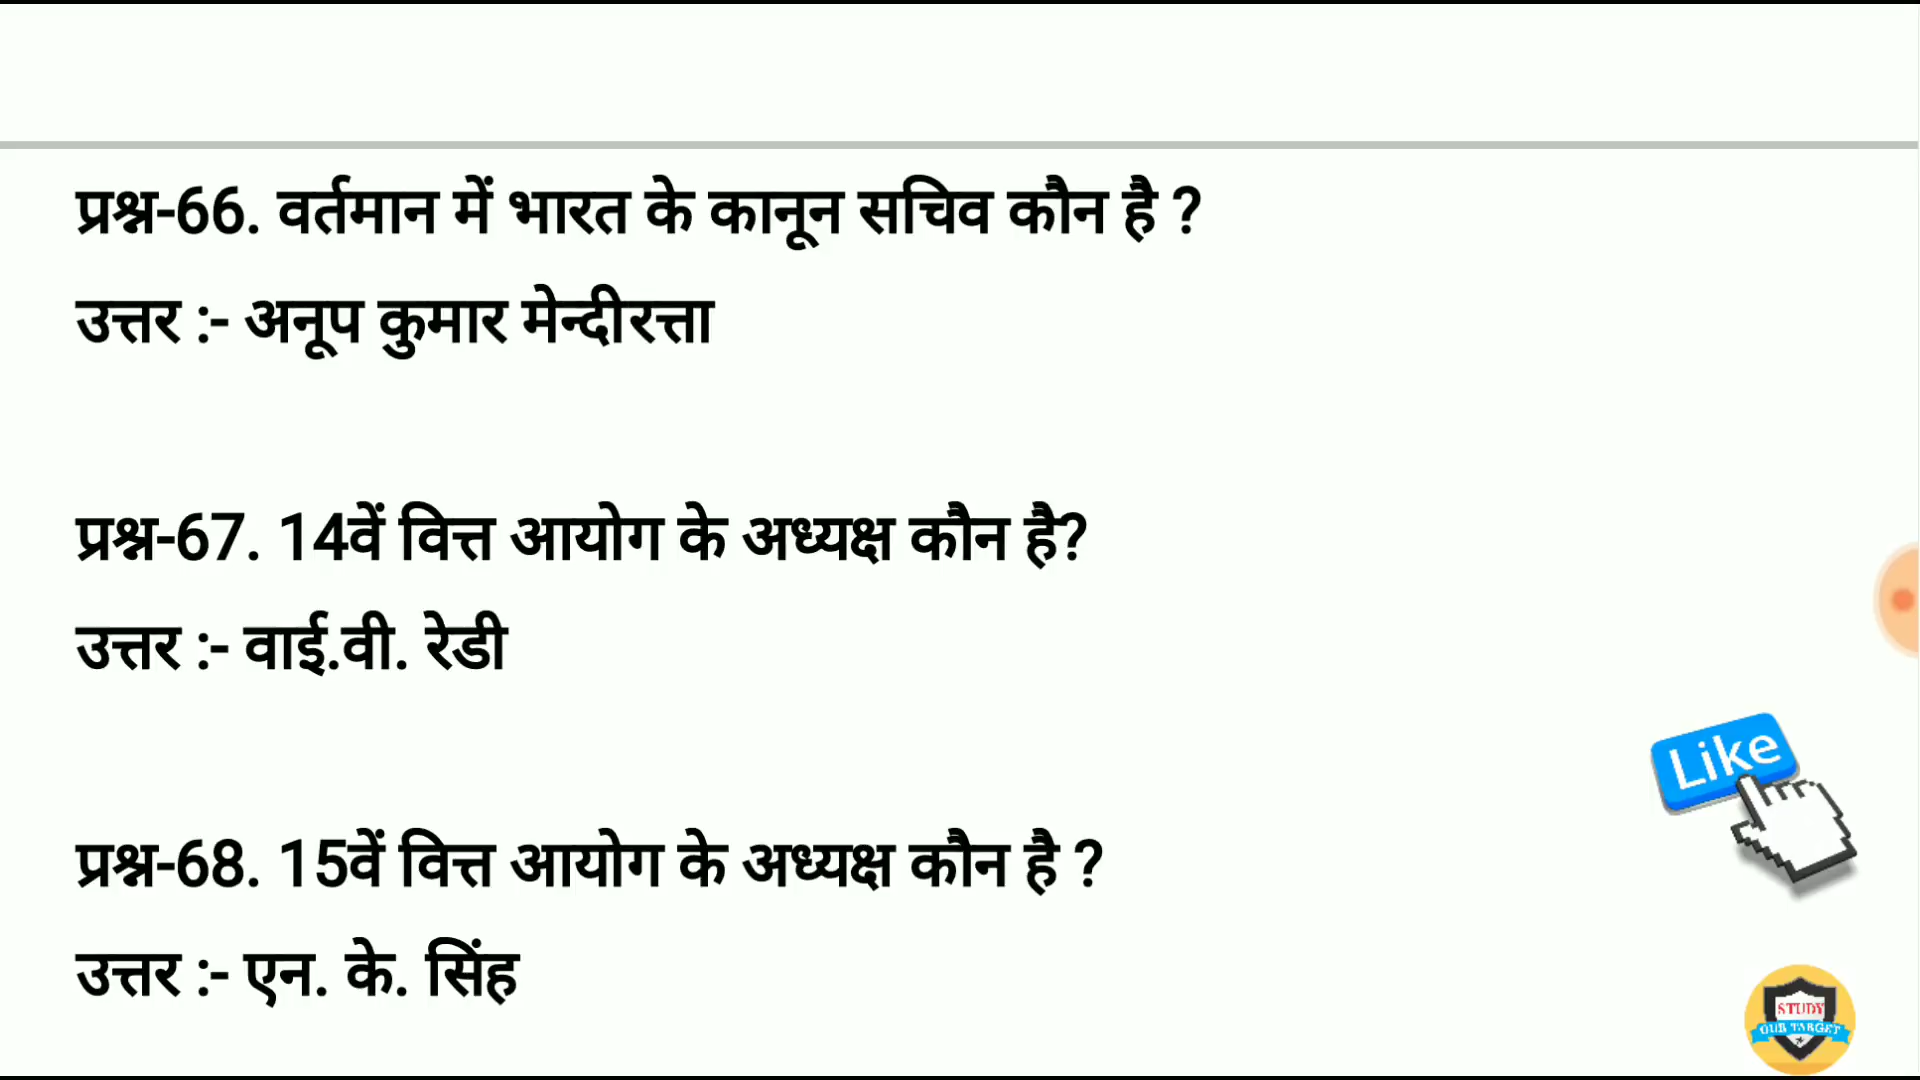 प्रश्न-66. वर्तमान में भारत के कानून सचिव कौन है ?
उत्तर :- अनूप कुमार मेन्दीरत्ता
प्रश्न-67. 14वें वित्त आयोग के अध्यक्ष कौन है?
उत्तर :- वाई.वी. रेडी
Like
प्रश्न-68. 15वें वित्त आयोग के अध्यक्ष कौन है ?
उत्तर :- एन. के. सिंह
STUDY
OUR TARGET